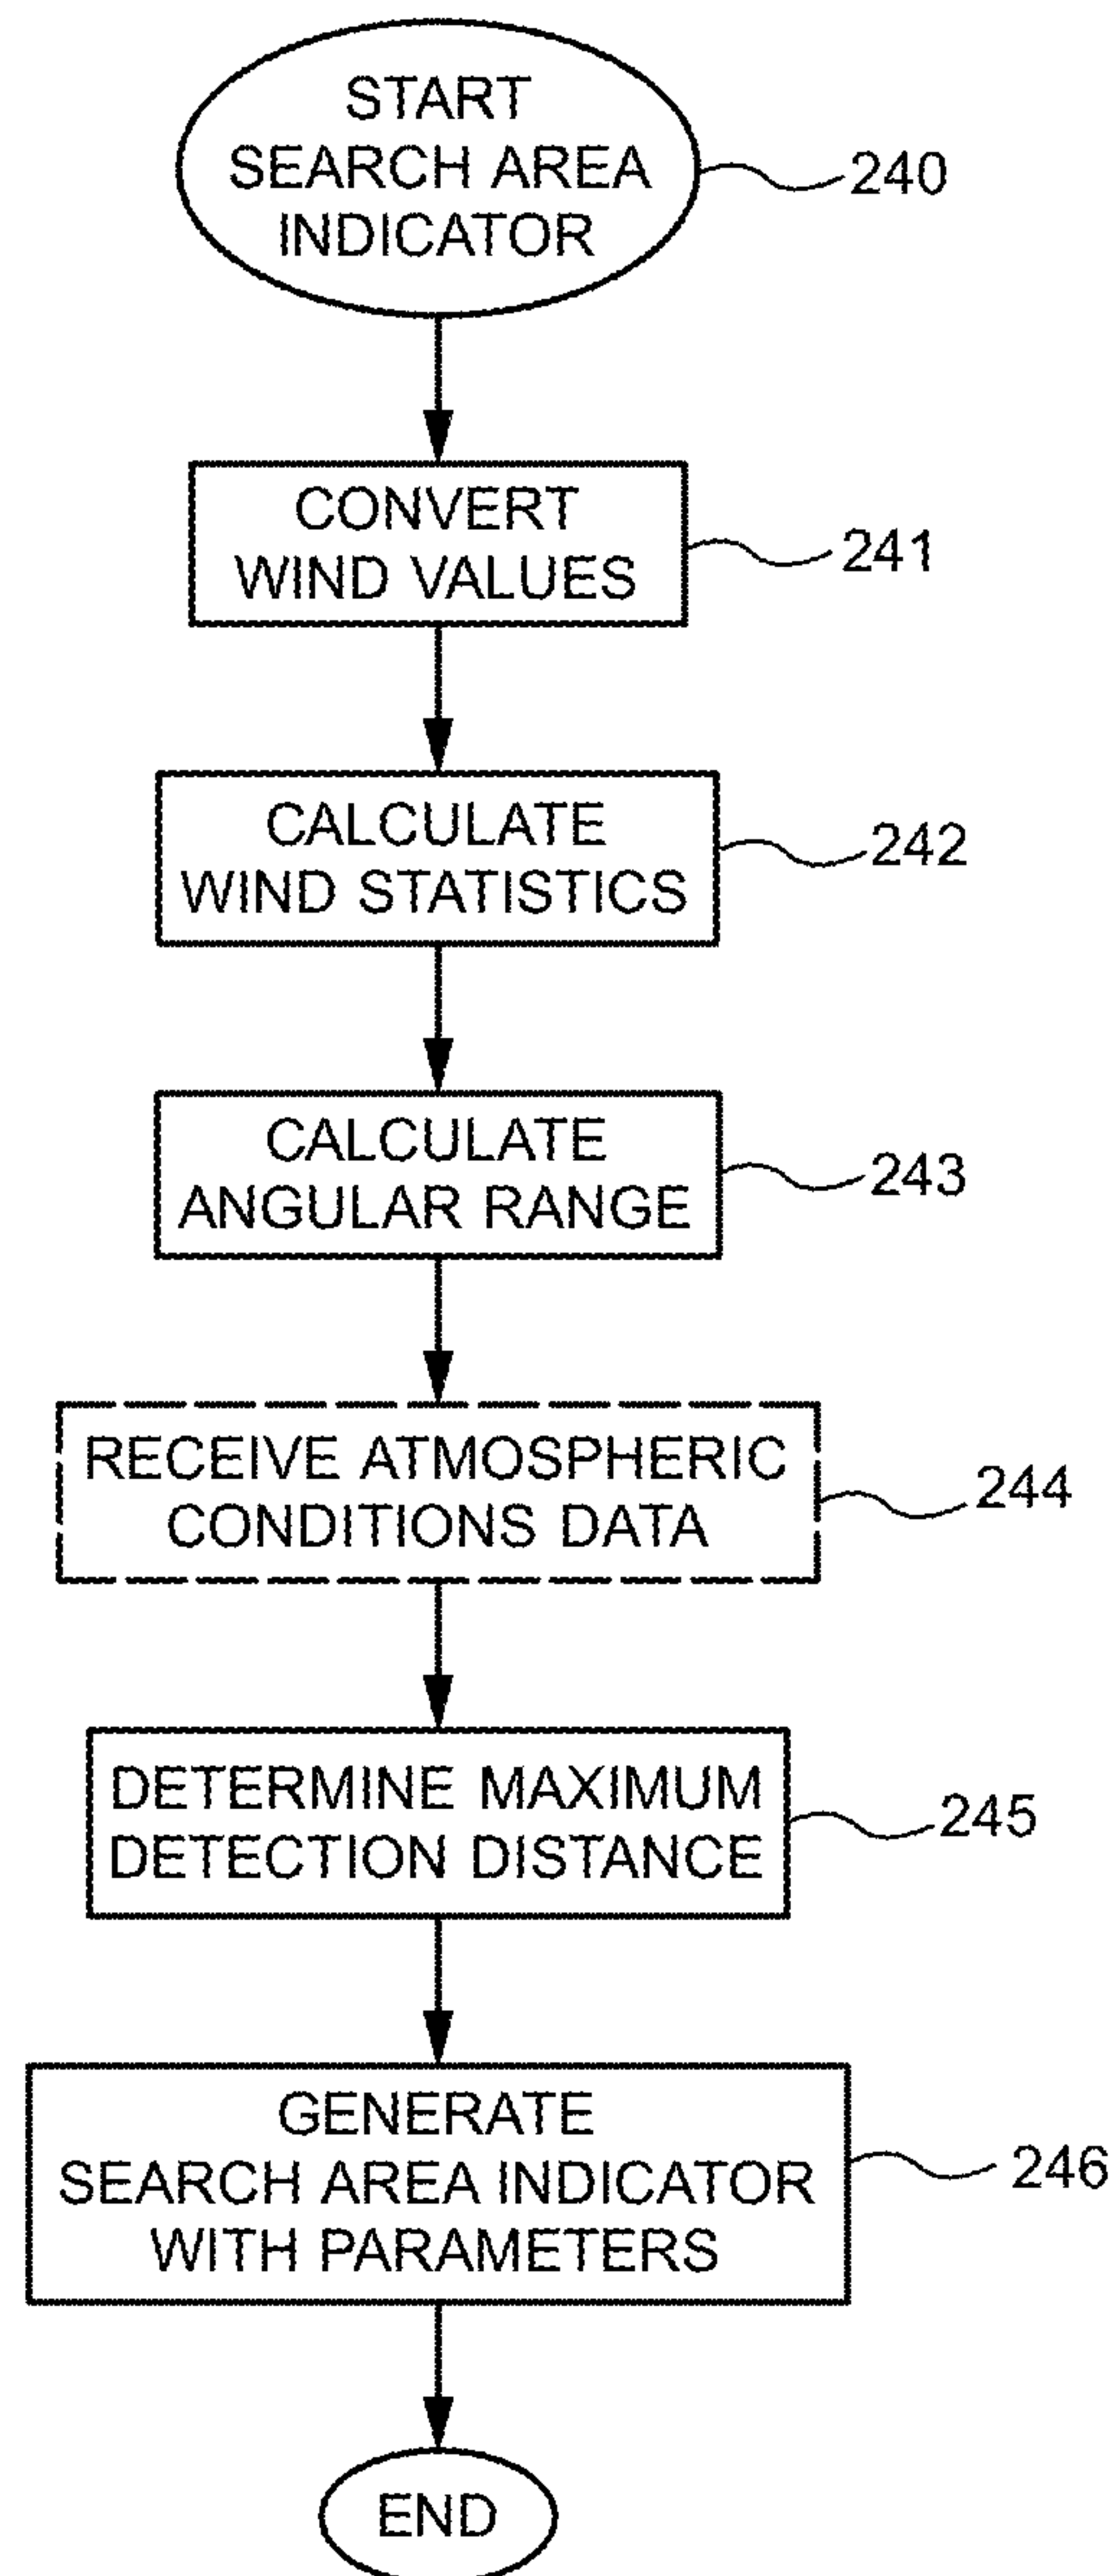 START
SEARCH AREA
INDICATOR
240
CONVERT
WIND VALUES
241
CALCULATE
WIND STATISTICS
242
CALCULATE
ANGULAR RANGE
243
RECEIVE ATMOSPHERIC
CONDITIONS DATA
244
DETERMINE MAXIMUM
DETECTION DISTANCE
245
GENERATE
SEARCH AREA INDICATOR
WITH PARAMETERS
246
END